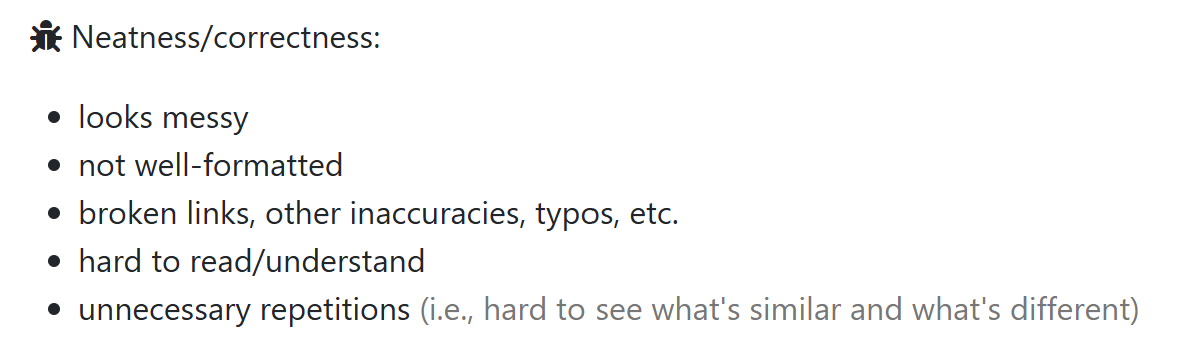 Neatness/correctness:
looks messy
not well-formatted
broken links, other inaccuracies, typos, etc.
hard to read/understand
unnecessary repetitions (i.e., hard to see what's similar and what's different)